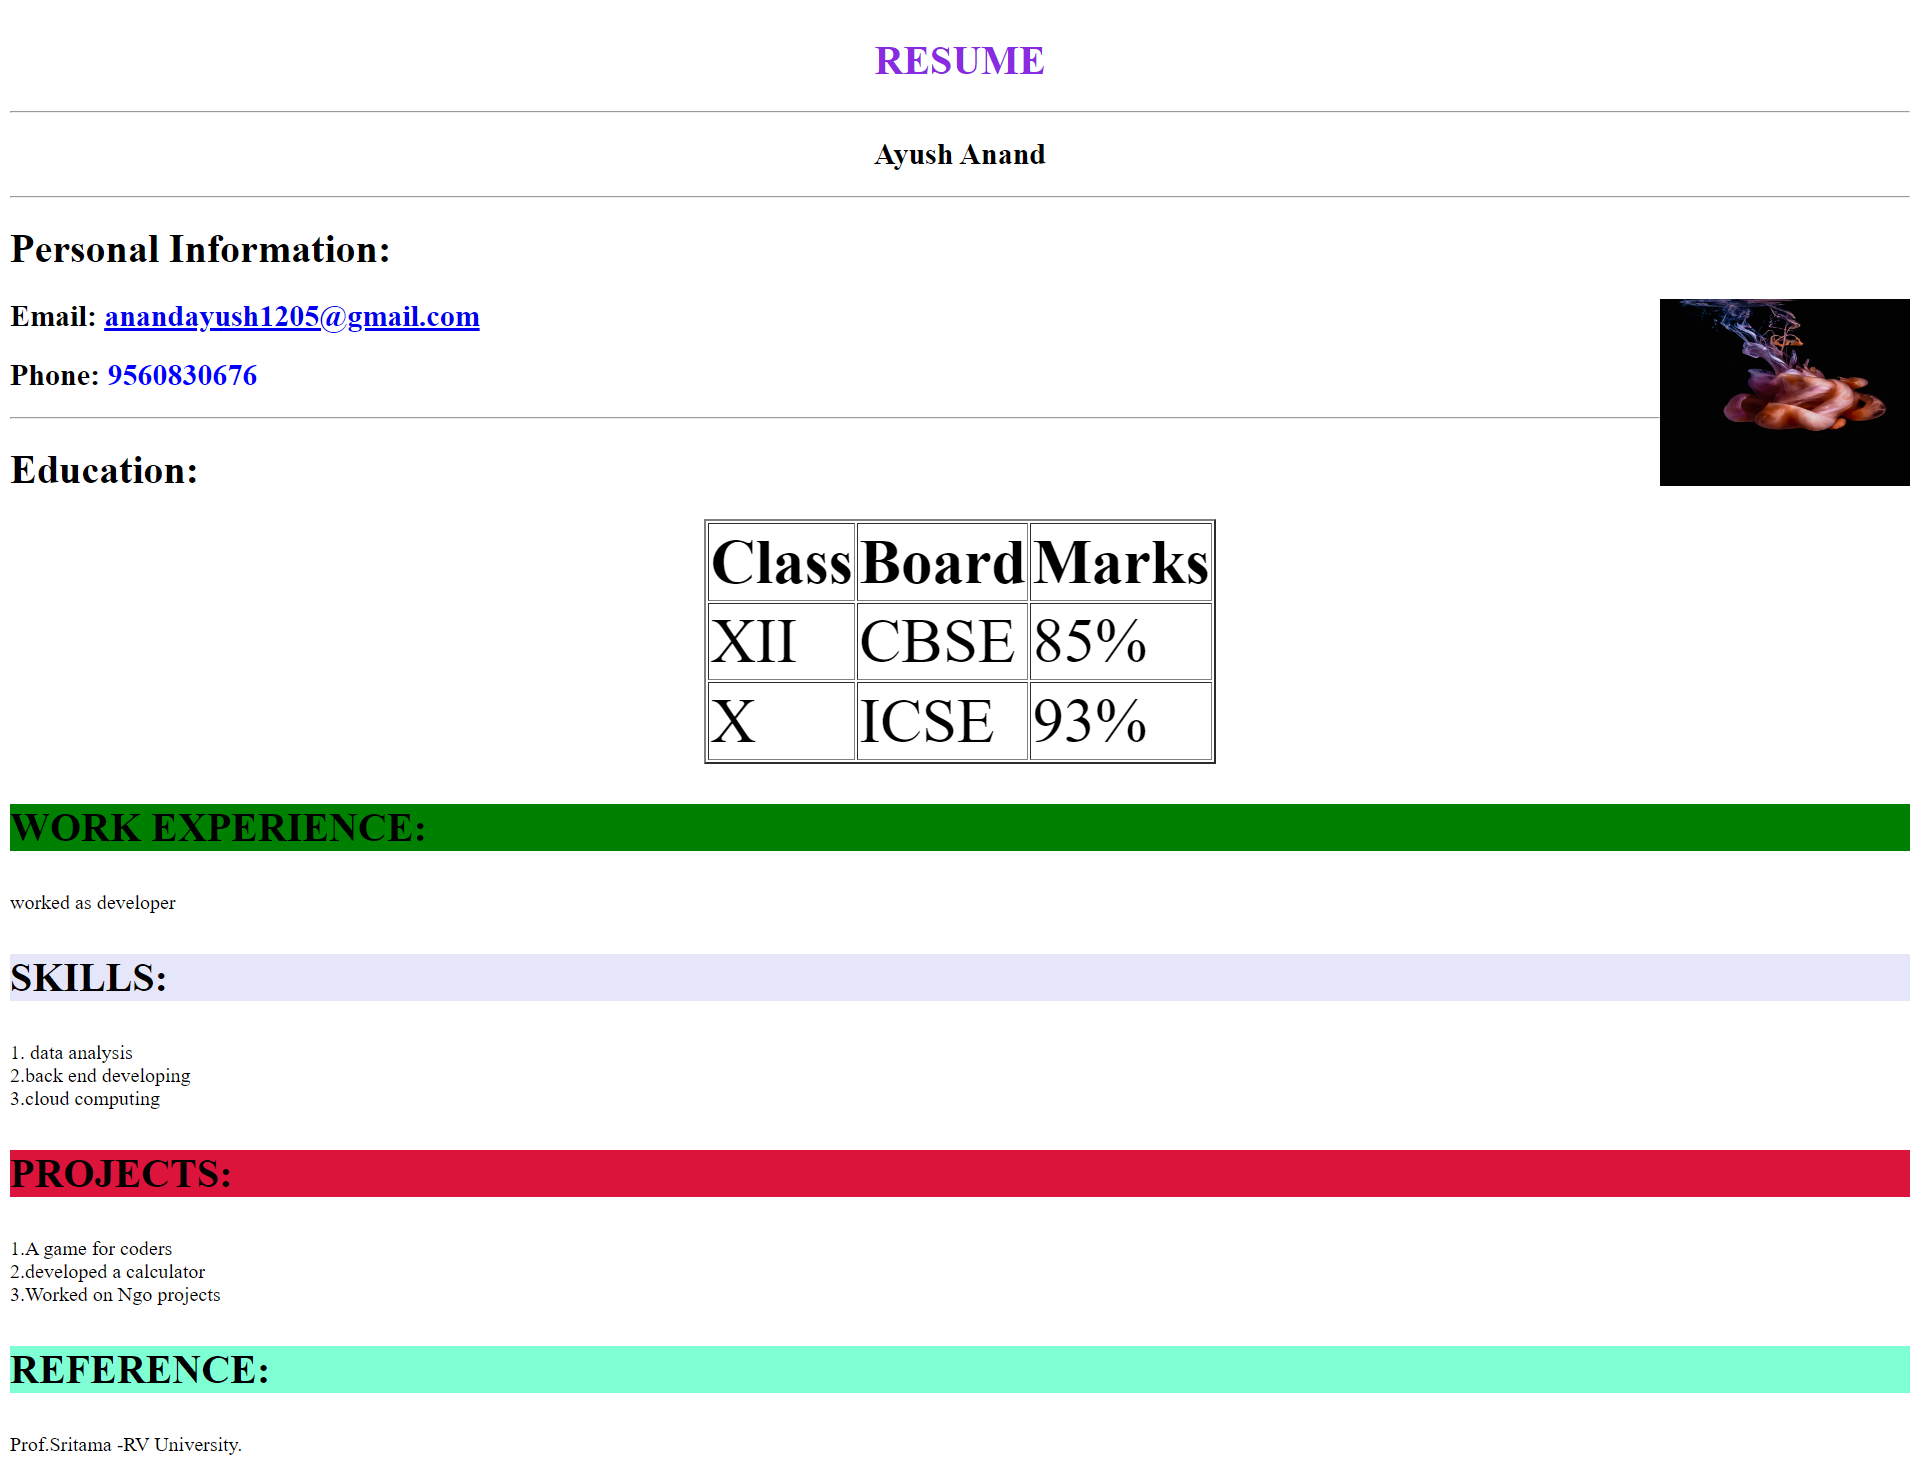 RESUME
Ayush Anand
Personal Information:
Email: anandayush1205@gmail.com
Phone: 9560830676
Education:
Class Board Marks
XII CBSE 85%
X ICSE 93%
WORK EXPERIENCE:
worked as developer
SKILLS:
1. data analysis
2.back end developing
3.cloud computing
PROJECTS:
1.A game for coders
2.developed a calculator
3.Worked on Ngo projects
REFERENCE:
Prof.Sritama -RV University.